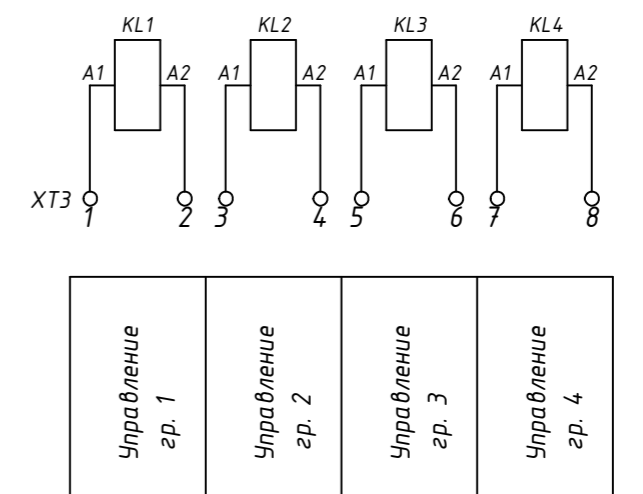 KL1 KL2 KL3 KL4
A1 A2 A1 A2 A1 A2 A1 A2
XT3 1 2 3 4 5 6 7 8
Управление
гр. 1
Управление
гр. 2
Управление
гр. 3
Управление
гр. 4